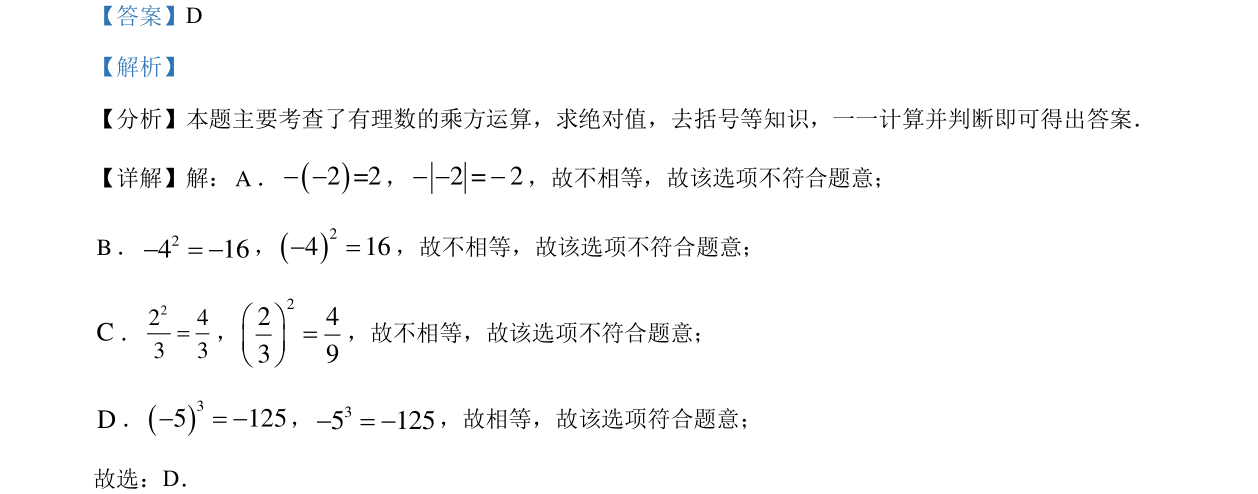 【答案】D
【解析】
【分析】本题主要考查了有理数的乘方运算，求绝对值，去括号等知识，一一计算并判断即可得出答案．
【详解】解：A．−(−2)=2，−|−2|=−2，故不相等，故该选项不符合题意；
B．−4²=−16，(−4)²=16，故不相等，故该选项不符合题意；
C．2²/3=4/3，(2/3)²=4/9，故不相等，故该选项不符合题意；
D．(−5)³=−125，−5³=−125，故相等，故该选项符合题意；
故选：D．